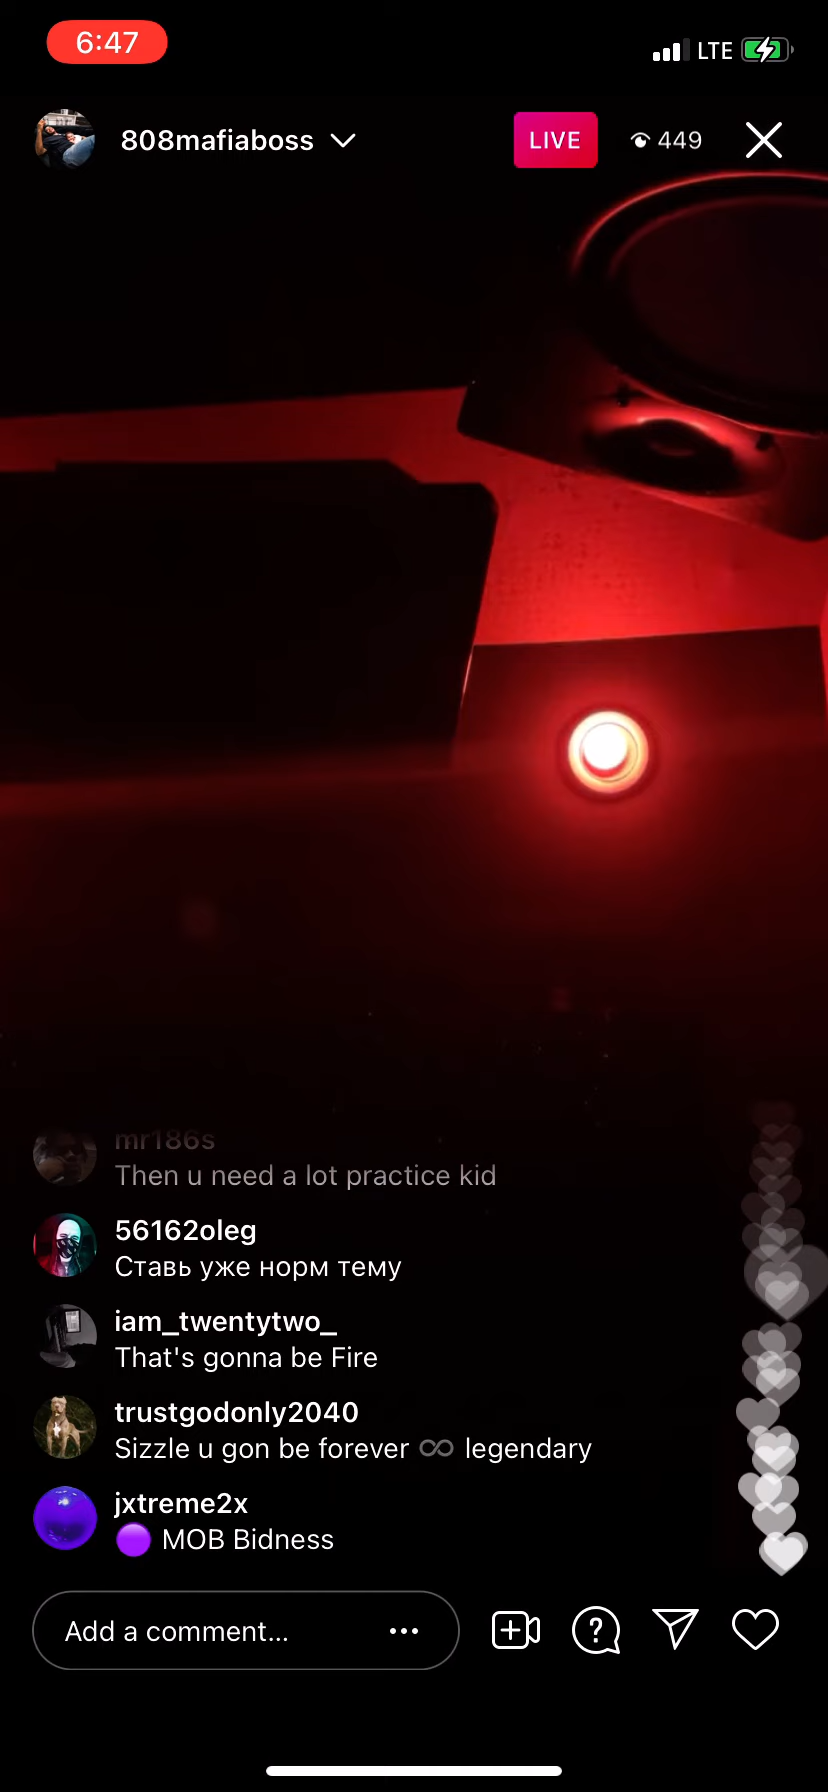 6:47
LTE
808mafiaboss
LIVE
449
mr186s
Then u need a lot practice kid
56162oleg
Ставь уже норм тему
iam_twentytwo_
That's gonna be Fire
trustgodonly2040
Sizzle u gon be forever ♾ legendary
jxtreme2x
🟣 MOB Bidness
Add a comment...